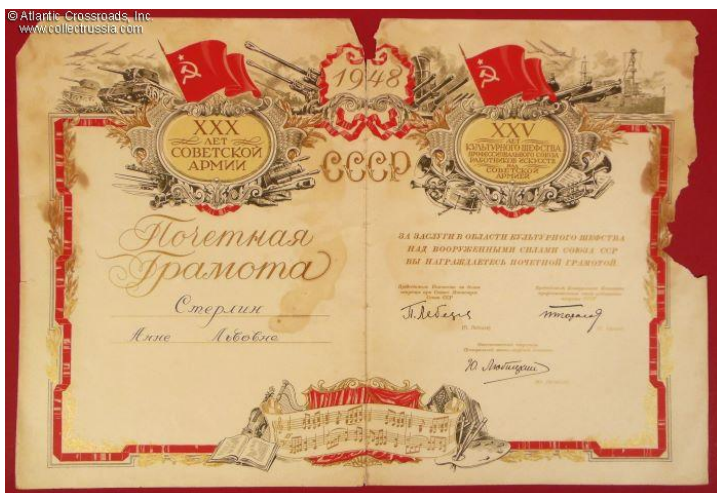 © Atlantic Crossroads, Inc.
www.collectrussia.com
1948
XXX
ЛЕТ
СОВЕТСКОЙ
АРМИИ
XXV
ЛЕТ
КУЛЬТУРНОГО ШЕФСТВА
ПРОФЕССИОНАЛЬНОГО СОЮЗА
РАБОТНИКОВ ИСКУССТВ
СОВЕТСКОЙ
АРМИЕЙ
СССР
Почетная
Грамота
Стерлин
Анне Львовне
ЗА ЗАСЛУГИ В ОБЛАСТИ КУЛЬТУРНОГО ШЕФСТВА
НАД ВООРУЖЕННЫМИ СИЛАМИ СОЮЗА ССР
ВЫ НАГРАЖДАЕТЕСЬ ПОЧЕТНОЙ ГРАМОТОЙ
П. Лебедев
Ю. Любицкий